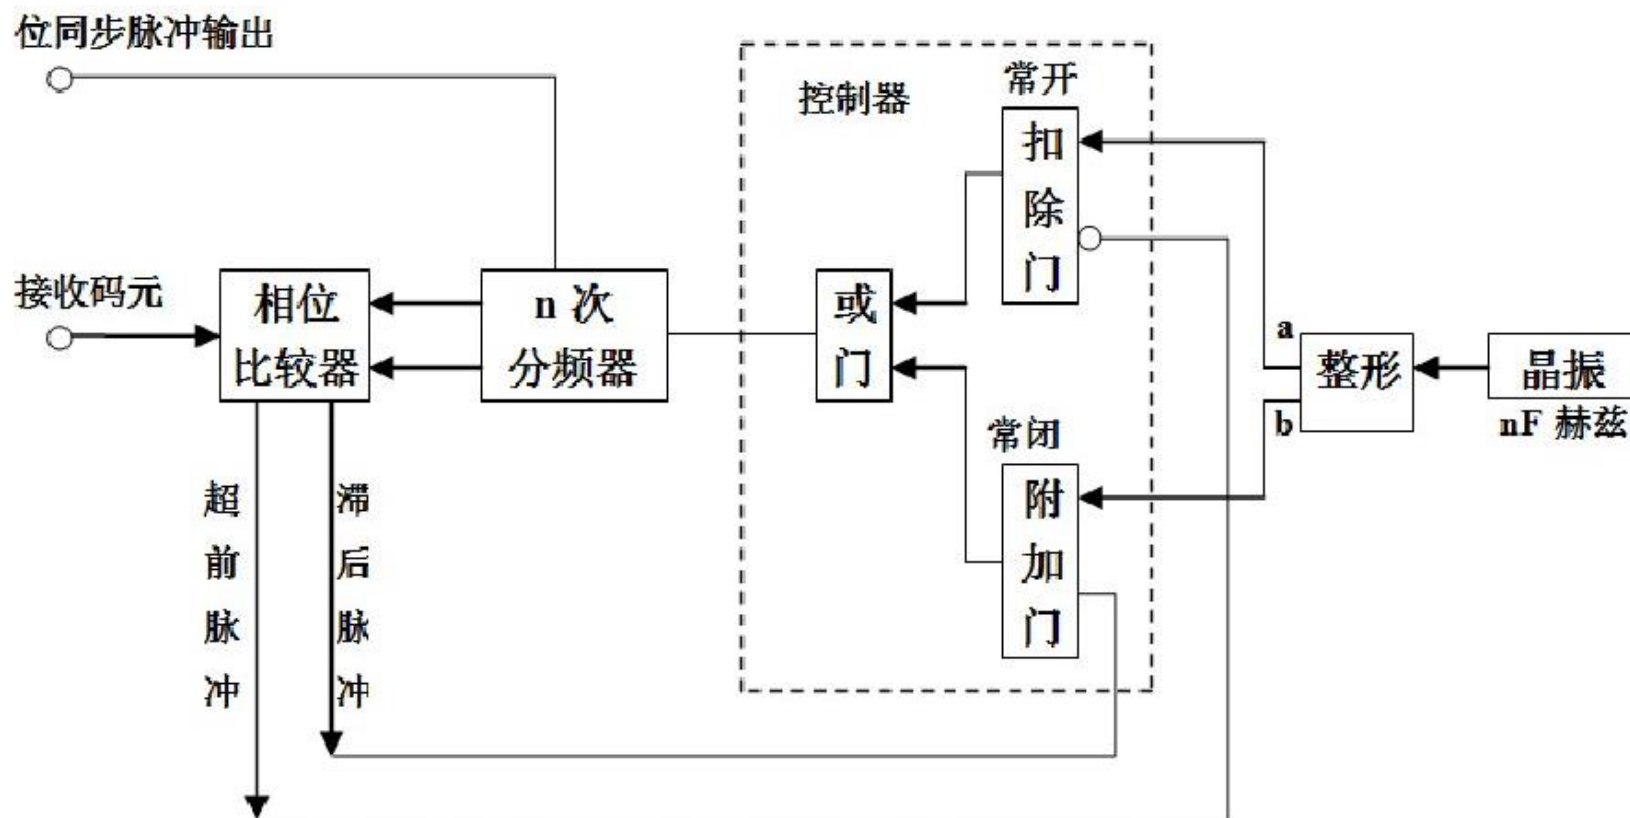 位同步脉冲输出
控制器
常开
扣除门
接收码元
相位
比较器
n 次
分频器
或门
a
b
整形
晶振
nF 赫兹
常闭
附加门
超前脉冲
滞后脉冲